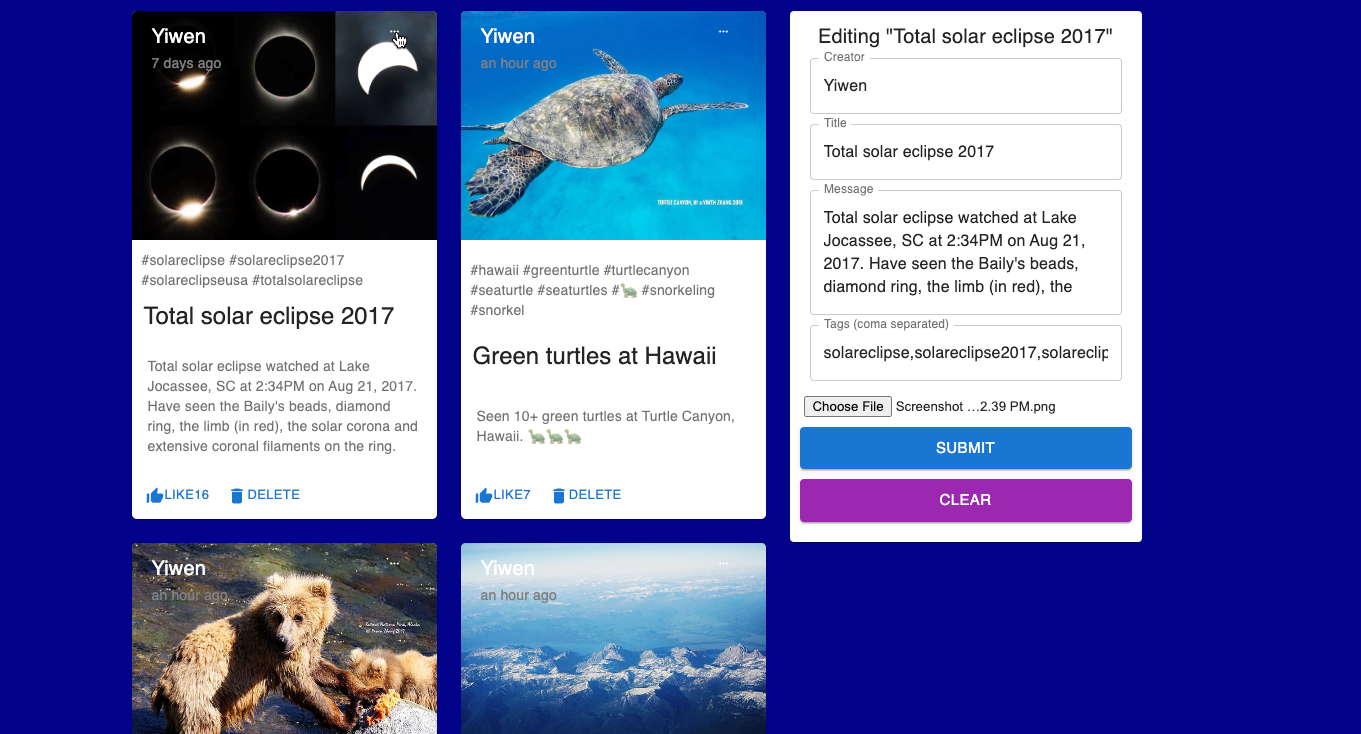 Yiwen
7 days ago
#solareclipse #solareclipse2017
#solareclipseusa #totalsolareclipse
Total solar eclipse 2017
Total solar eclipse watched at Lake
Jocassee, SC at 2:34PM on Aug 21, 2017.
Have seen the Baily's beads, diamond
ring, the limb (in red), the solar corona and
extensive coronal filaments on the ring.
LIKE16 DELETE
Yiwen
an hour ago
TURTLE CANYON, HI ©YIWEN ZHANG 2019
#hawaii #greenturtle #turtlecanyon
#seaturtle #seaturtles #🐢 #snorkeling
#snorkel
Green turtles at Hawaii
Seen 10+ green turtles at Turtle Canyon,
Hawaii. 🐢🐢🐢
LIKE7 DELETE
Yiwen
an hour ago
Yiwen
an hour ago
Editing "Total solar eclipse 2017"
Creator
Yiwen
Title
Total solar eclipse 2017
Message
Total solar eclipse watched at Lake
Jocassee, SC at 2:34PM on Aug 21,
2017. Have seen the Baily's beads,
diamond ring, the limb (in red), the
Tags (coma separated)
solareclipse,solareclipse2017,solareclip
Choose File Screenshot …2.39 PM.png
SUBMIT
CLEAR